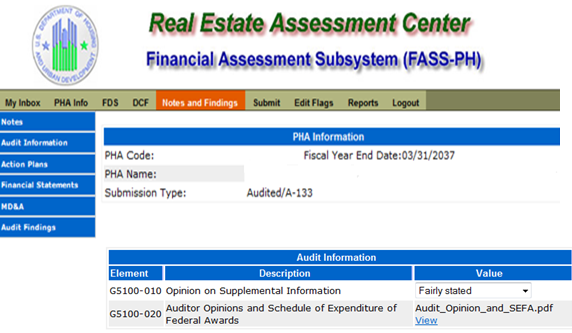 U.S. DEPARTMENT OF HOUSING AND URBAN DEVELOPMENT
Real Estate Assessment Center
Financial Assessment Subsystem (FASS-PH)
My Inbox PHA Info FDS DCF Notes and Findings Submit Edit Flags Reports Logout
Notes
Audit Information
Action Plans
Financial Statements
MD&A
Audit Findings
PHA Information
PHA Code: Fiscal Year End Date:03/31/2037
PHA Name:
Submission Type: Audited/A-133
Audit Information
Element Description Value
G5100-010 Opinion on Supplemental Information Fairly stated
G5100-020 Auditor Opinions and Schedule of Expenditure of Federal Awards Audit_Opinion_and_SEFA.pdf
View